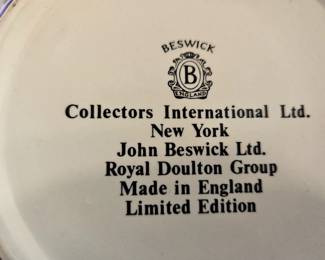 BESWICK
B
ENGLAND
Collectors International Ltd.
New York
John Beswick Ltd.
Royal Doulton Group
Made in England
Limited Edition